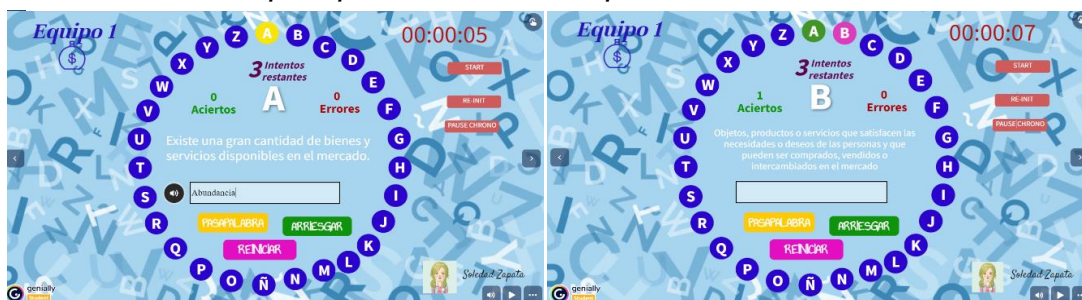 Equipo 1
$
00:00:05
3 Intentos
restantes
0
Aciertos
A
0
Errores
START
RE-INIT
PAUSE CHRONO
Existe una gran cantidad de bienes y
servicios disponibles en el mercado.
Abundancia
PASAPALABRA
ARRIESGAR
REINICIAR
A
B
C
D
E
F
G
H
I
J
K
L
M
N
Ñ
O
P
Q
R
S
T
U
V
W
X
Y
Z
Soledad Zapata
genially
Equipo 1
$
00:00:07
3 Intentos
restantes
1
Aciertos
B
0
Errores
START
RE-INIT
PAUSE CHRONO
Objetos, productos o servicios que satisfacen las
necesidades o deseos de las personas y que
pueden ser comprados, vendidos o
intercambiados en el mercado
PASAPALABRA
ARRIESGAR
REINICIAR
A
B
C
D
E
F
G
H
I
J
K
L
M
N
Ñ
O
P
Q
R
S
T
U
V
W
X
Y
Z
Soledad Zapata
genially